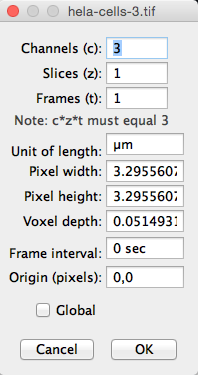 hela-cells-3.tif
Channels (c): 3
Slices (z): 1
Frames (t): 1
Note: c*z*t must equal 3
Unit of length: µm
Pixel width: 3.2955607
Pixel height: 3.2955607
Voxel depth: 0.0514931
Frame interval: 0 sec
Origin (pixels): 0,0
Global
Cancel OK